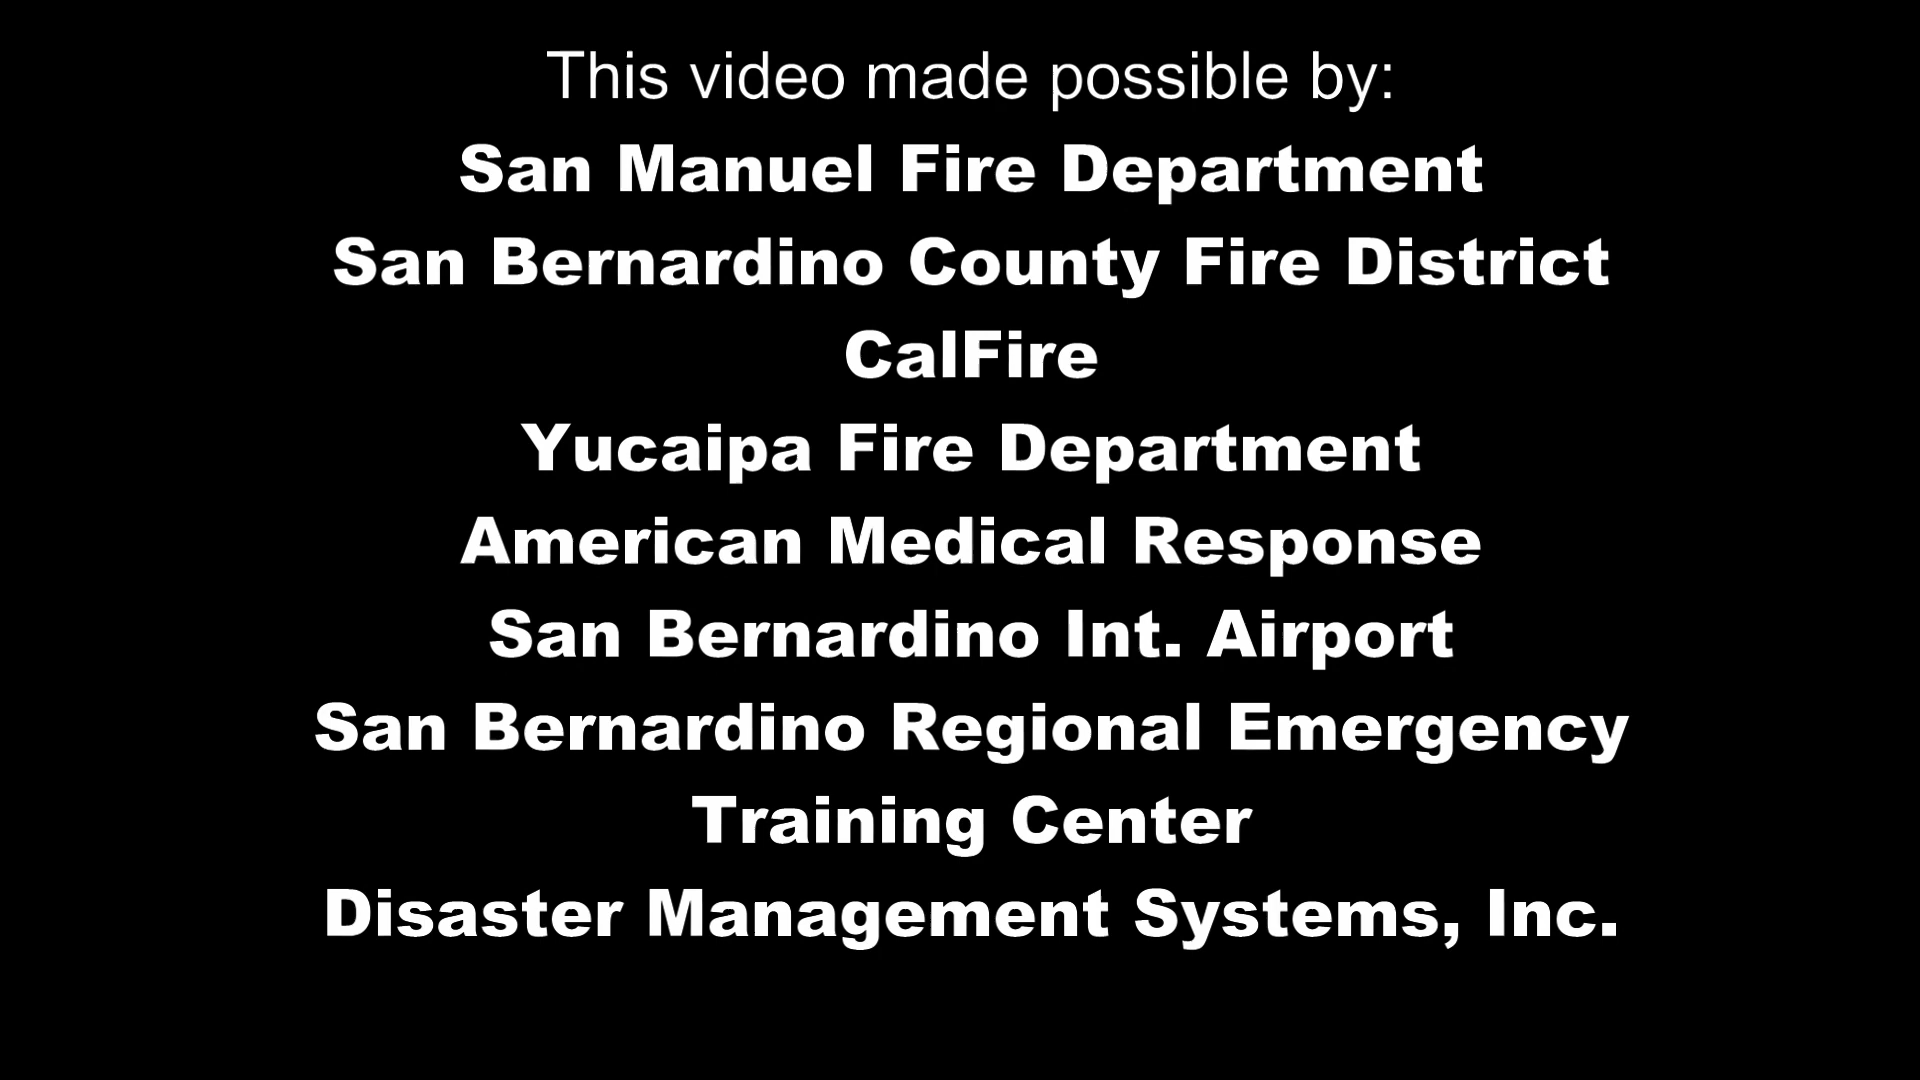 This video made possible by:
San Manuel Fire Department
San Bernardino County Fire District
CalFire
Yucaipa Fire Department
American Medical Response
San Bernardino Int. Airport
San Bernardino Regional Emergency
Training Center
Disaster Management Systems, Inc.